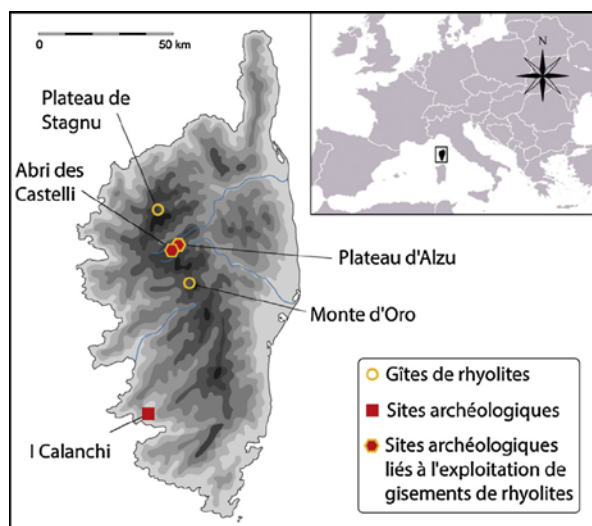 0
50 km
N
Plateau de
Stagnu
Abri des
Castelli
Plateau d'Alzu
Monte d'Oro
I Calanchi
Gîtes de rhyolites
Sites archéologiques
Sites archéologiques
liés à l'exploitation de
gisements de rhyolites